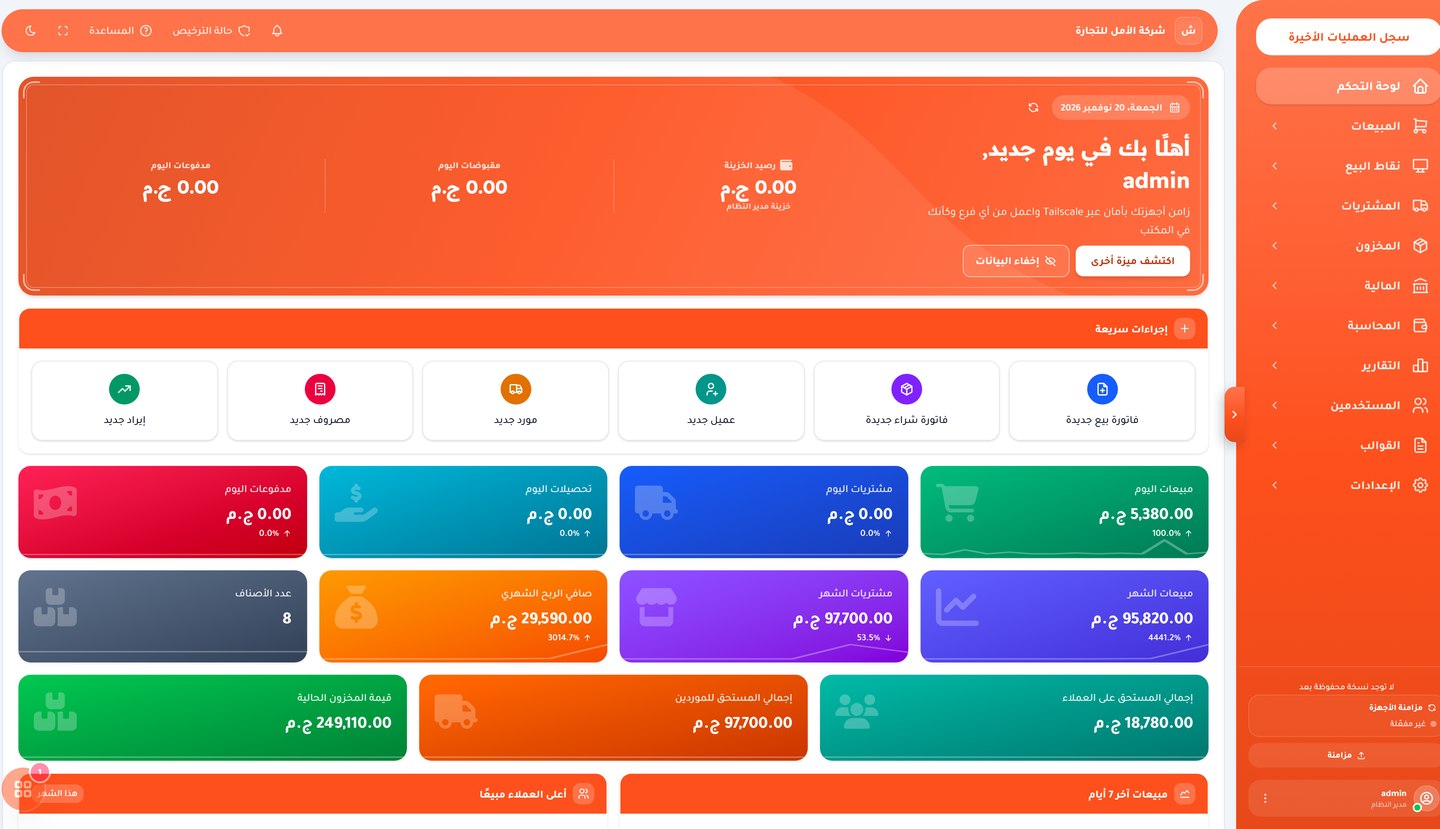 سجل العمليات الأخيرة
لوحة التحكم
المبيعات
نقاط البيع
المشتريات
المخزون
المالية
المحاسبة
التقارير
المستخدمين
القوالب
الإعدادات
لا توجد نسخة محفوظة بعد
مزامنة الأجهزة
غير مفعّلة
مزامنة
admin
مدير النظام
ش
شركة الأمل للتجارة
حالة الترخيص
المساعدة
الجمعة، 20 نوفمبر 2026
أهلًا بك في يوم جديد,
admin
زامن أجهزتك بأمان عبر Tailscale واعمل من أي فرع وكأنك
في المكتب
اكتشف ميزة أخرى
إخفاء البيانات
رصيد الخزينة
0.00 ج.م
خزينة مدير النظام
مقبوضات اليوم
0.00 ج.م
مدفوعات اليوم
0.00 ج.م
إجراءات سريعة
فاتورة بيع جديدة
فاتورة شراء جديدة
عميل جديد
مورد جديد
مصروف جديد
إيراد جديد
مبيعات اليوم
5,380.00 ج.م
↑ 100.0%
مشتريات اليوم
0.00 ج.م
↑ 0.0%
تحصيلات اليوم
0.00 ج.م
↑ 0.0%
مدفوعات اليوم
0.00 ج.م
↑ 0.0%
مبيعات الشهر
95,820.00 ج.م
↑ 4441.2%
مشتريات الشهر
97,700.00 ج.م
↓ 53.5%
صافي الربح الشهري
29,590.00 ج.م
↑ 3014.7%
عدد الأصناف
8
إجمالي المستحق على العملاء
18,780.00 ج.م
إجمالي المستحق للموردين
97,700.00 ج.م
قيمة المخزون الحالية
249,110.00 ج.م
مبيعات آخر 7 أيام
أعلى العملاء مبيعًا
هذا الشهر
1